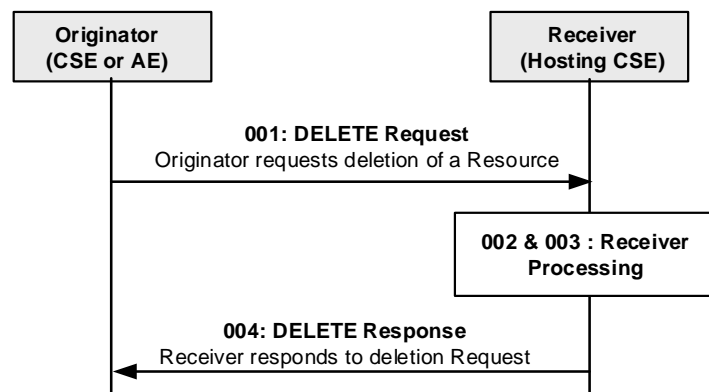 Originator
(CSE or AE)
Receiver
(Hosting CSE)
001: DELETE Request
Originator requests deletion of a Resource
002 & 003 : Receiver
Processing
004: DELETE Response
Receiver responds to deletion Request